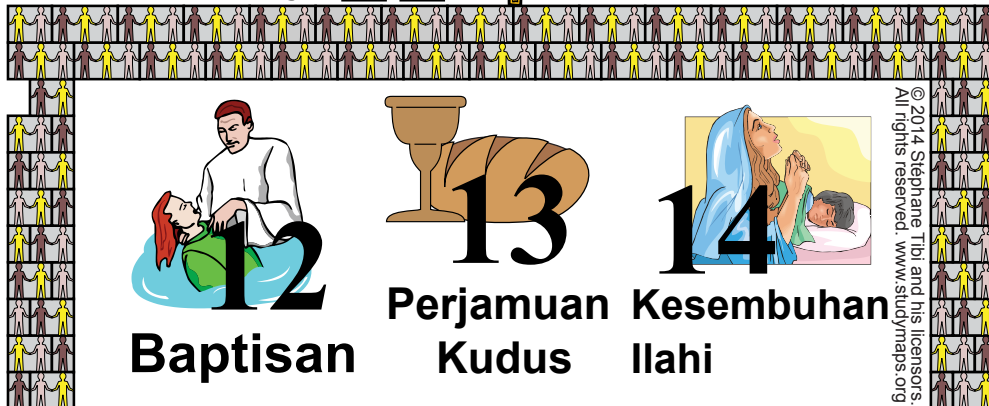 12
Baptisan
13
Perjamuan
Kudus
14
Kesembuhan
Ilahi
© 2014 Stéphane Tibi and his licensors.
All rights reserved. www.studymaps.org